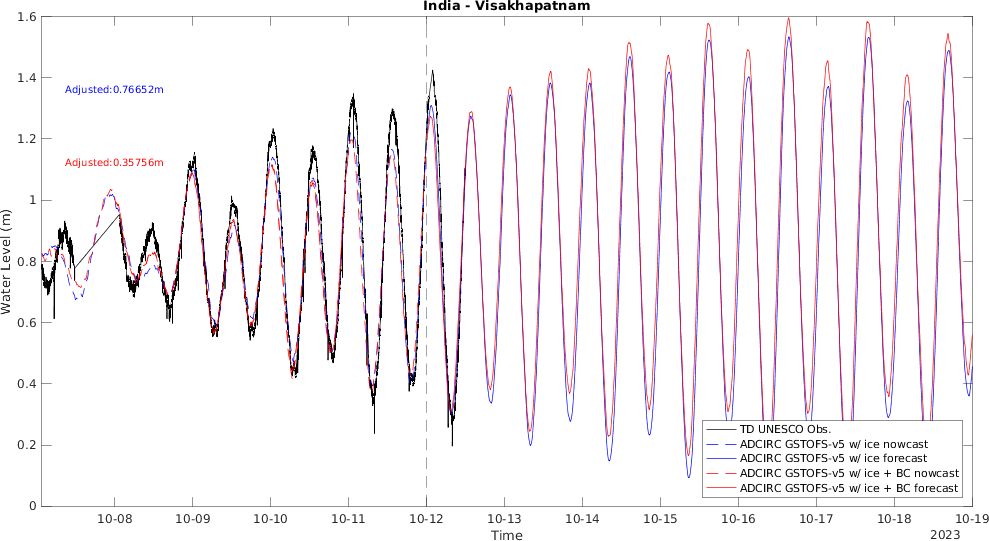 India - Visakhapatnam
Adjusted:0.76652m
Adjusted:0.35756m
Water Level (m)
1.6
1.4
1.2
1
0.8
0.6
0.4
0.2
0
TD UNESCO Obs.
ADCIRC GSTOFS-v5 w/ ice nowcast
ADCIRC GSTOFS-v5 w/ ice forecast
ADCIRC GSTOFS-v5 w/ ice + BC nowcast
ADCIRC GSTOFS-v5 w/ ice + BC forecast
10-08 10-09 10-10 10-11 10-12 10-13 10-14 10-15 10-16 10-17 10-18 10-19
Time
2023